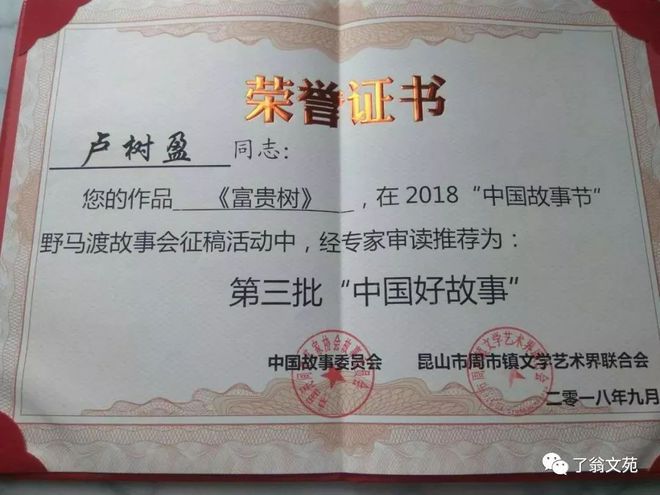 荣誉证书
卢树盈 同志：
您的作品《富贵树》，在2018“中国故事节”
野马渡故事会征稿活动中，经专家审读推荐为：
第三批“中国好故事”
中国故事委员会 昆山市周市镇文学艺术界联合会
二零一八年九月
了翁文苑